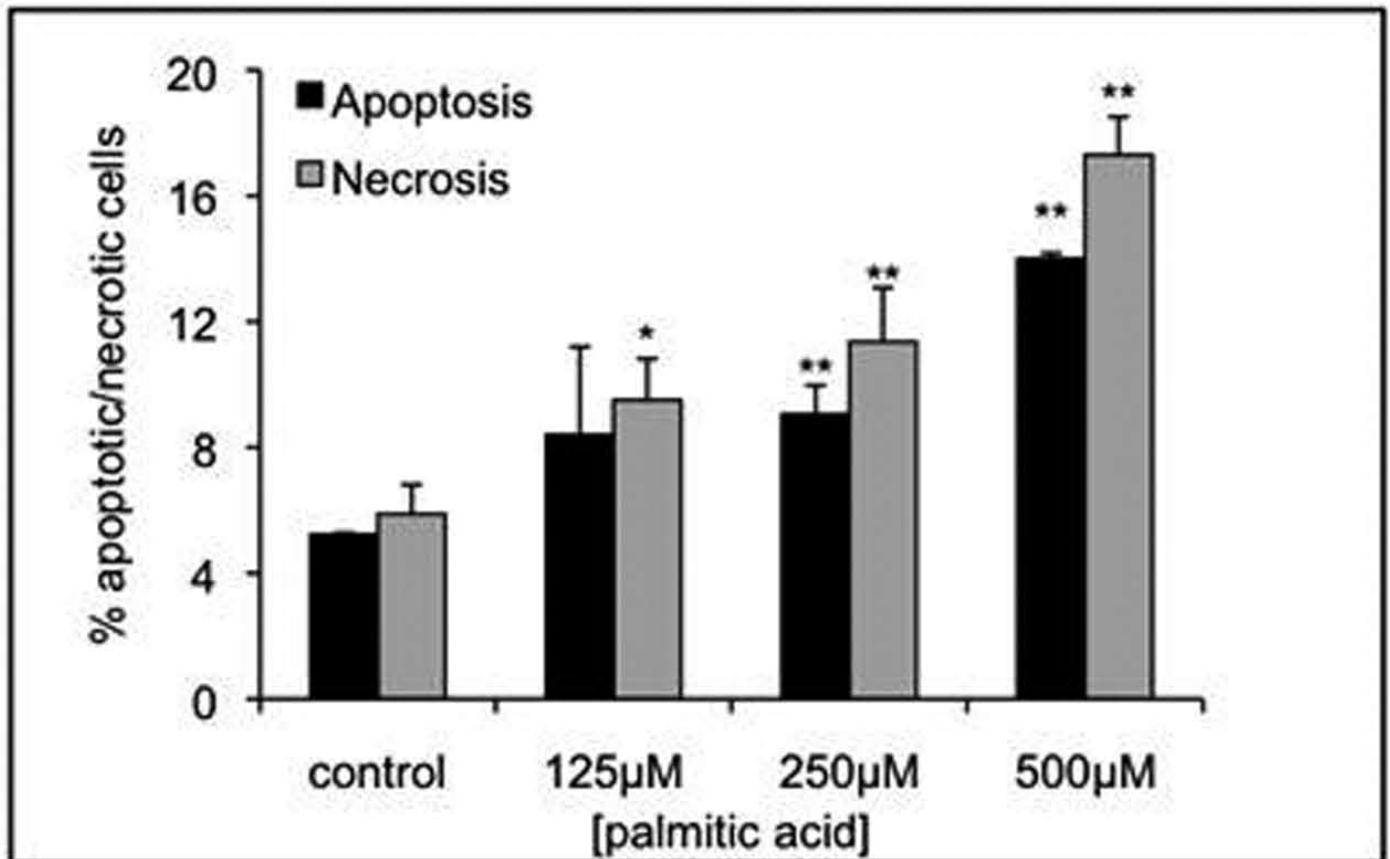 % apoptotic/necrotic cells
20
16
12
8
4
0
Apoptosis
Necrosis
*
**
**
**
**
control 125µM 250µM 500µM
[palmitic acid]